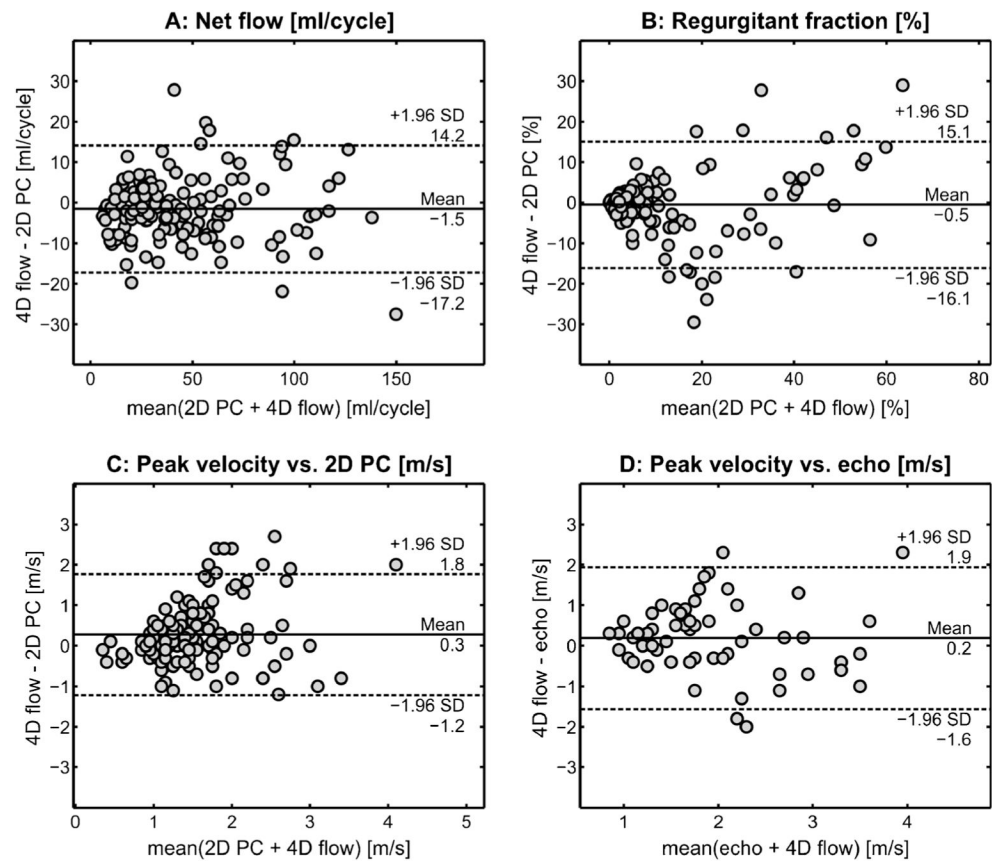 A: Net flow [ml/cycle]
4D flow - 2D PC [ml/cycle]
30
20
10
0
−10
−20
−30
+1.96 SD
14.2
Mean
−1.5
−1.96 SD
−17.2
0 50 100 150
mean(2D PC + 4D flow) [ml/cycle]
B: Regurgitant fraction [%]
4D flow - 2D PC [%]
30
20
10
0
−10
−20
−30
+1.96 SD
15.1
Mean
−0.5
−1.96 SD
−16.1
0 20 40 60 80
mean(2D PC + 4D flow) [%]
C: Peak velocity vs. 2D PC [m/s]
4D flow - 2D PC [m/s]
3
2
1
0
−1
−2
−3
+1.96 SD
1.8
Mean
0.3
−1.96 SD
−1.2
0 1 2 3 4 5
mean(2D PC + 4D flow) [m/s]
D: Peak velocity vs. echo [m/s]
4D flow - echo [m/s]
3
2
1
0
−1
−2
−3
+1.96 SD
1.9
Mean
0.2
−1.96 SD
−1.6
1 2 3 4
mean(echo + 4D flow) [m/s]